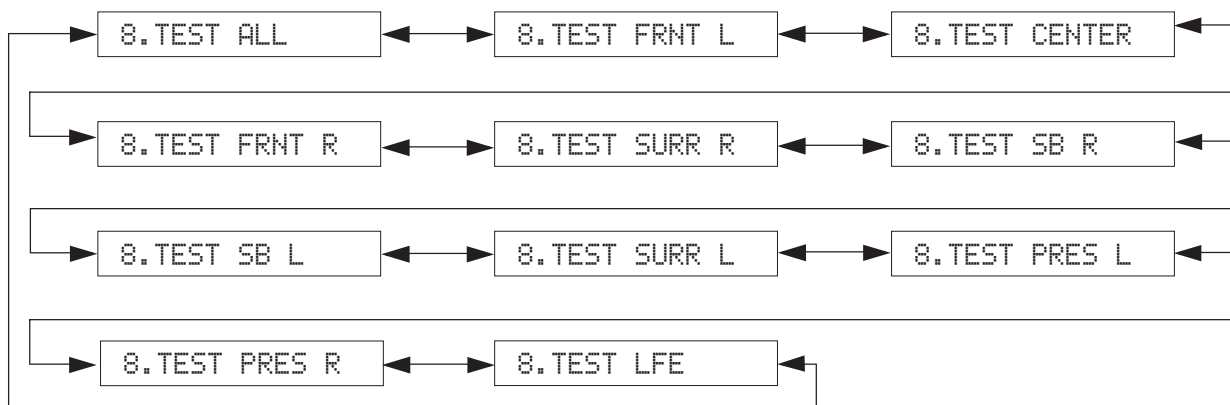 8.TEST ALL
8.TEST FRNT L
8.TEST CENTER
8.TEST FRNT R
8.TEST SURR R
8.TEST SB R
8.TEST SB L
8.TEST SURR L
8.TEST PRES L
8.TEST PRES R
8.TEST LFE